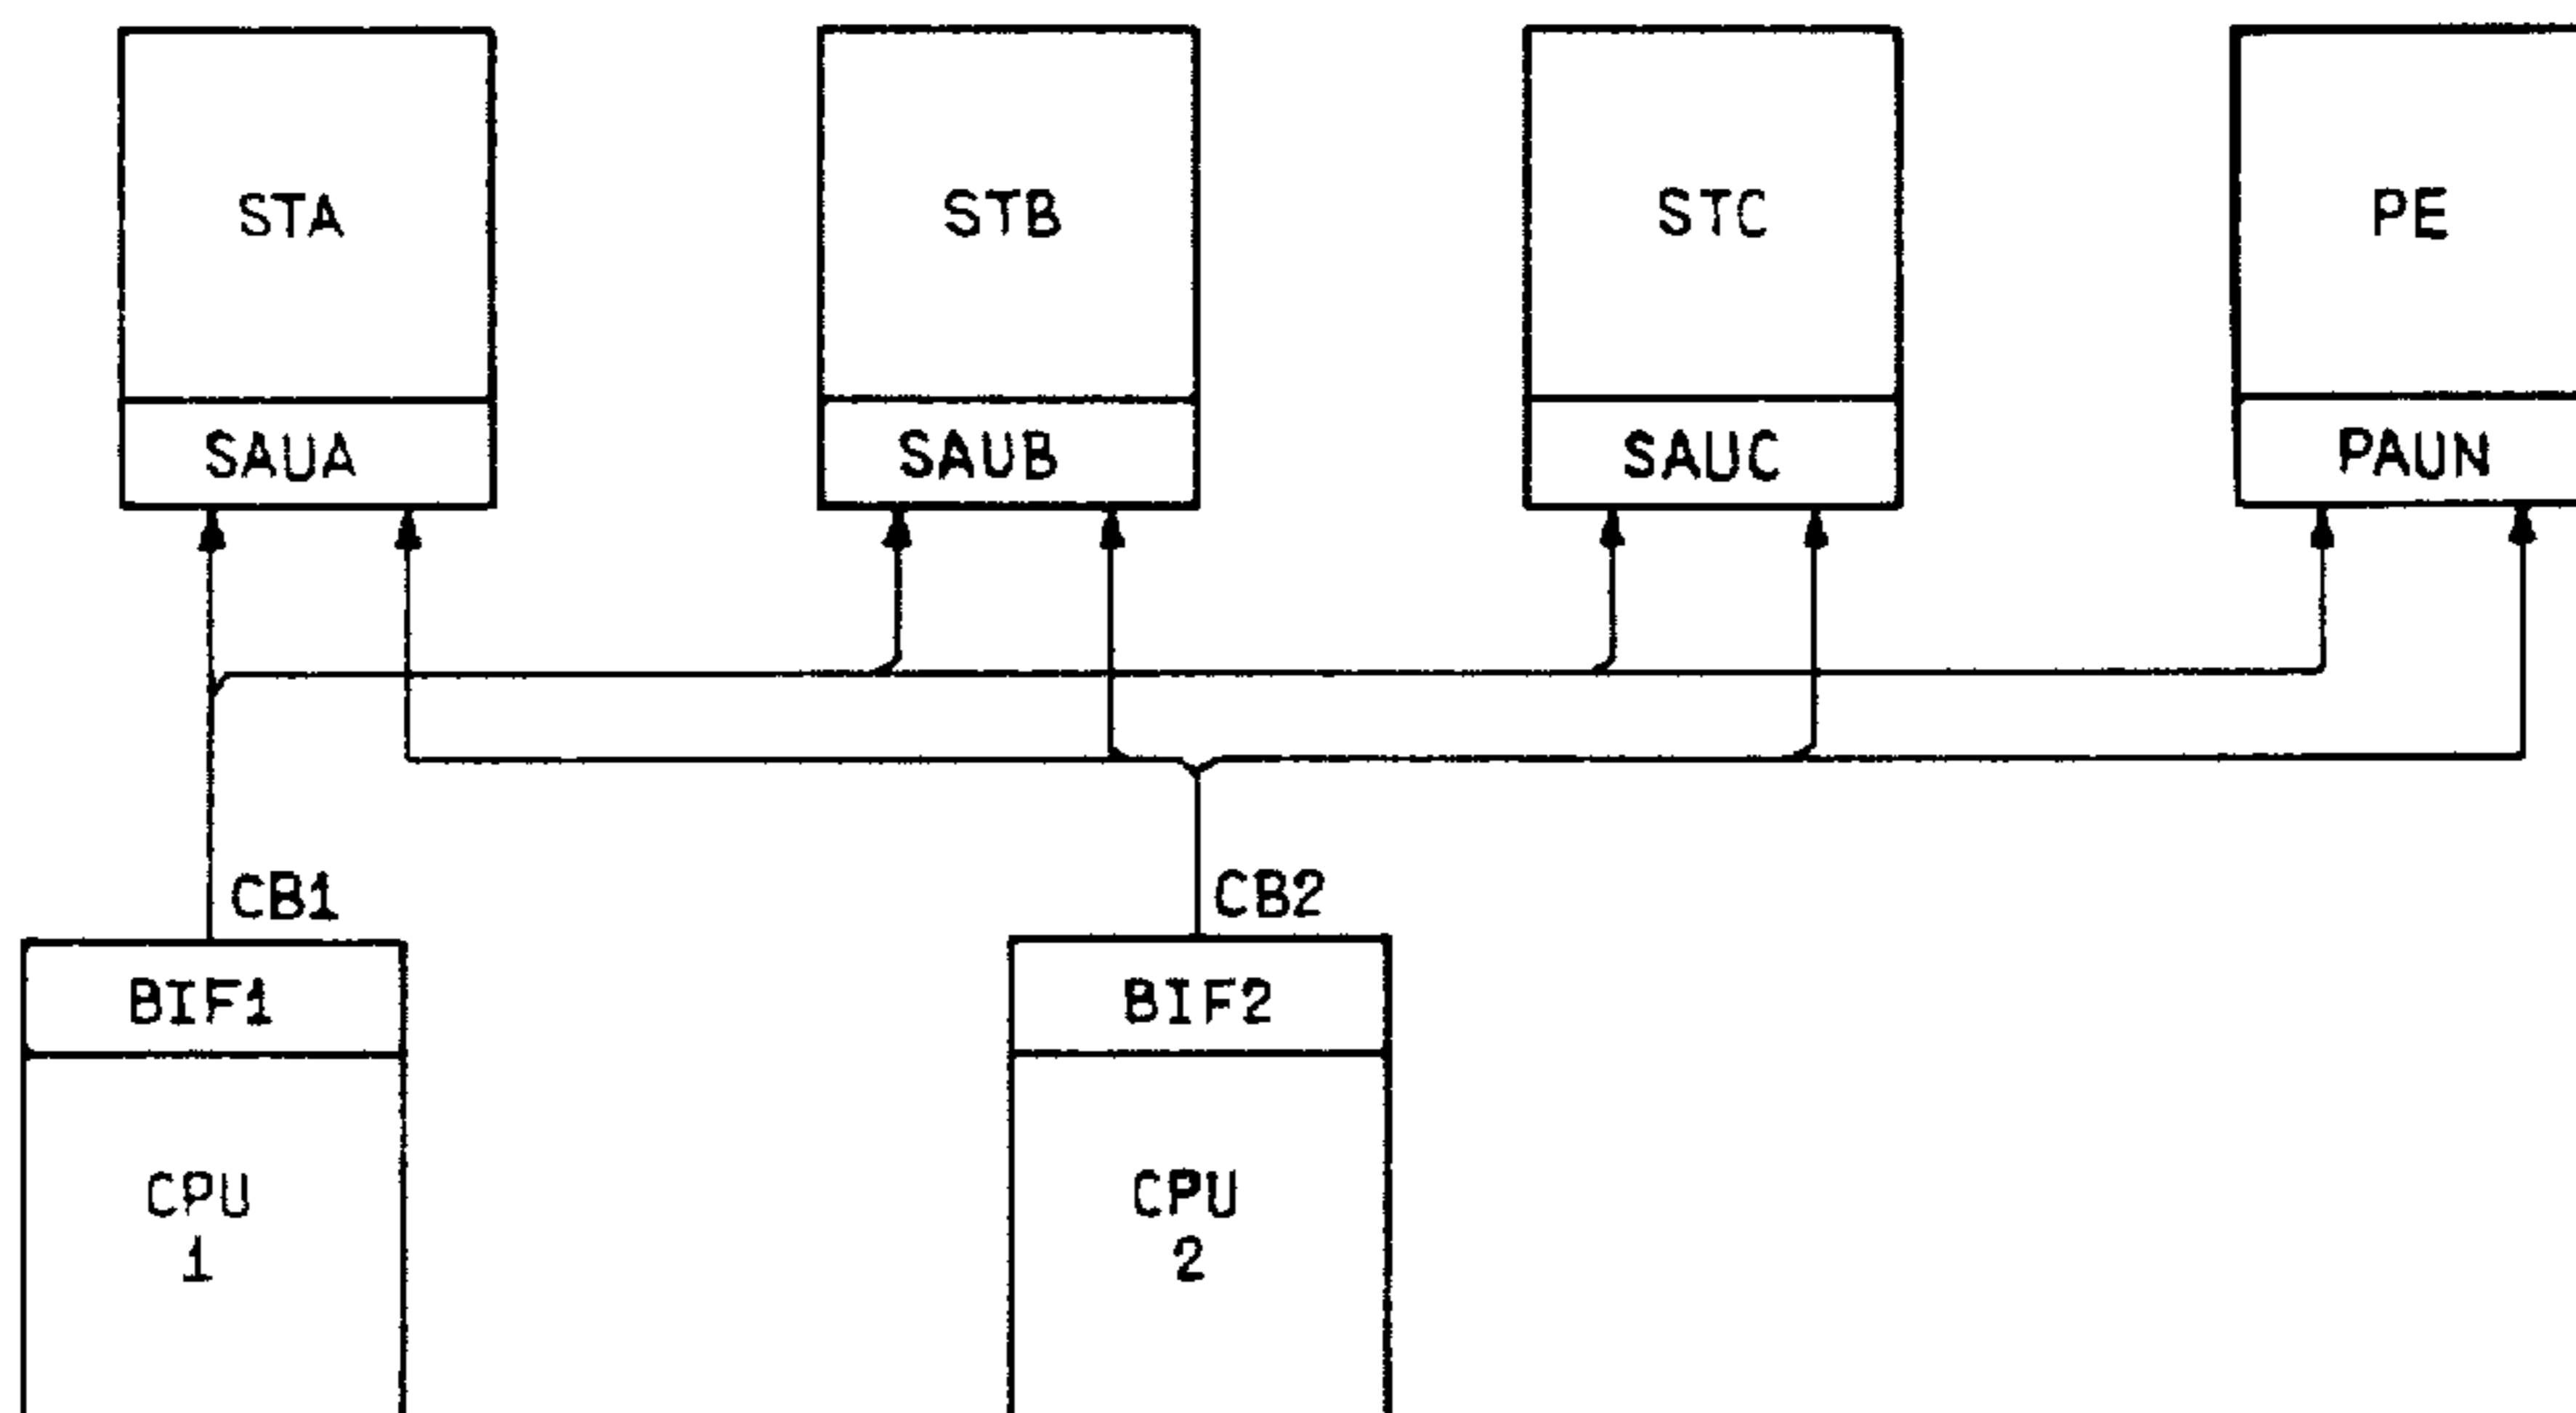 STA
STB
STC
PE
SAUA
SAUB
SAUC
PAUN
CB1
CB2
BIF1
BIF2
CPU
1
CPU
2